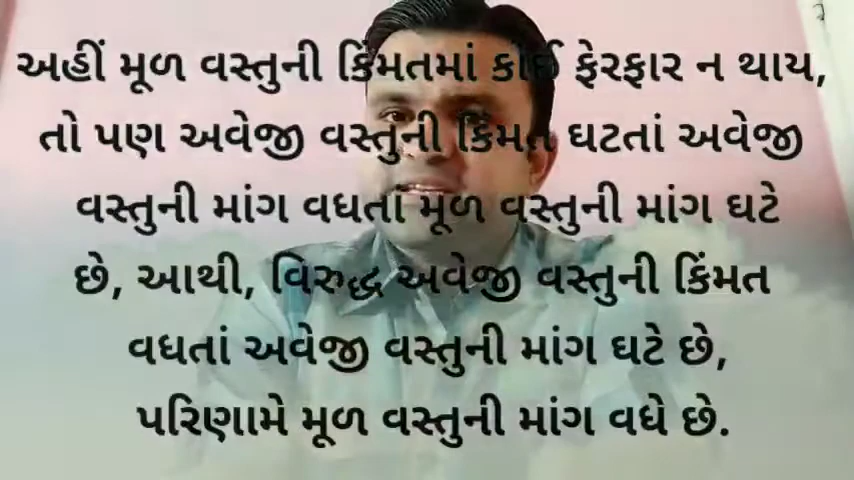 અહીં મૂળ વસ્તુની કિંમતમાં કોઈ ફેરફાર ન થાય,
તો પણ અવેજી વસ્તુની કિંમત ઘટતાં અવેજી
વસ્તુની માંગ વધતાં મૂળ વસ્તુની માંગ ઘટે
છે, આથી, વિરુદ્ધ અવેજી વસ્તુની કિંમત
વધતાં અવેજી વસ્તુની માંગ ઘટે છે,
પરિણામે મૂળ વસ્તુની માંગ વધે છે.